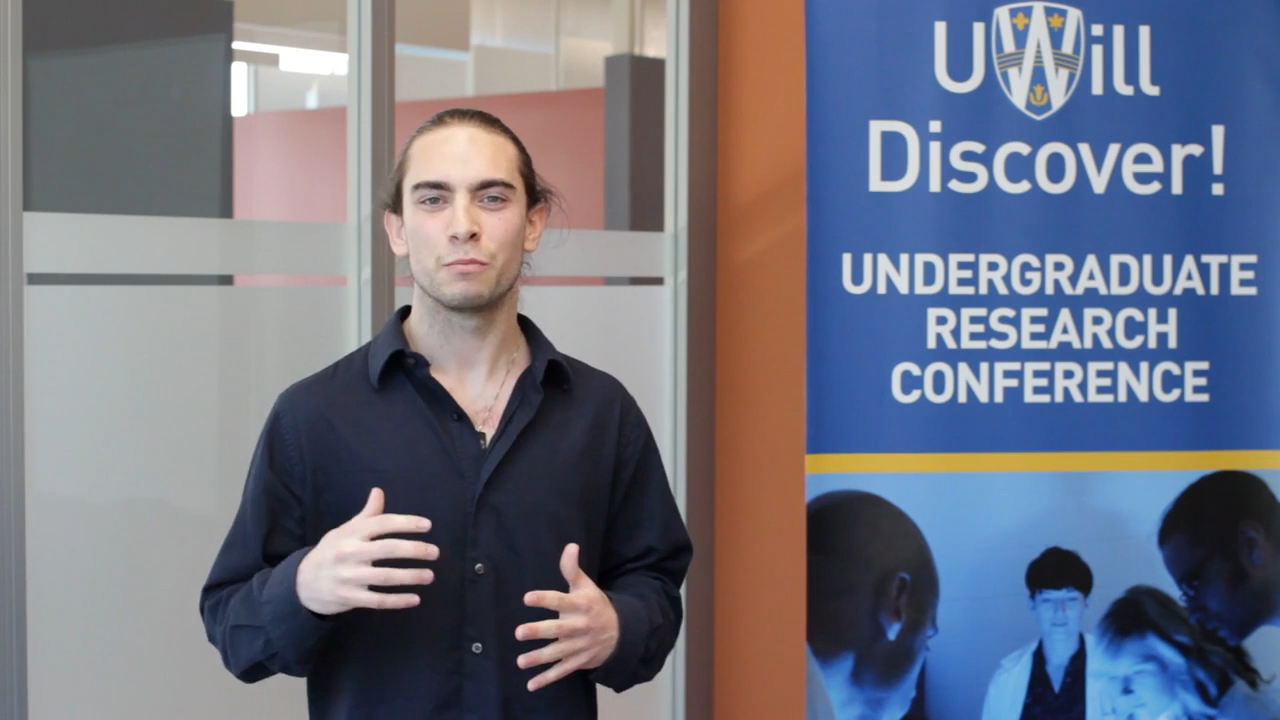 UWill
Discover!
UNDERGRADUATE
RESEARCH
CONFERENCE